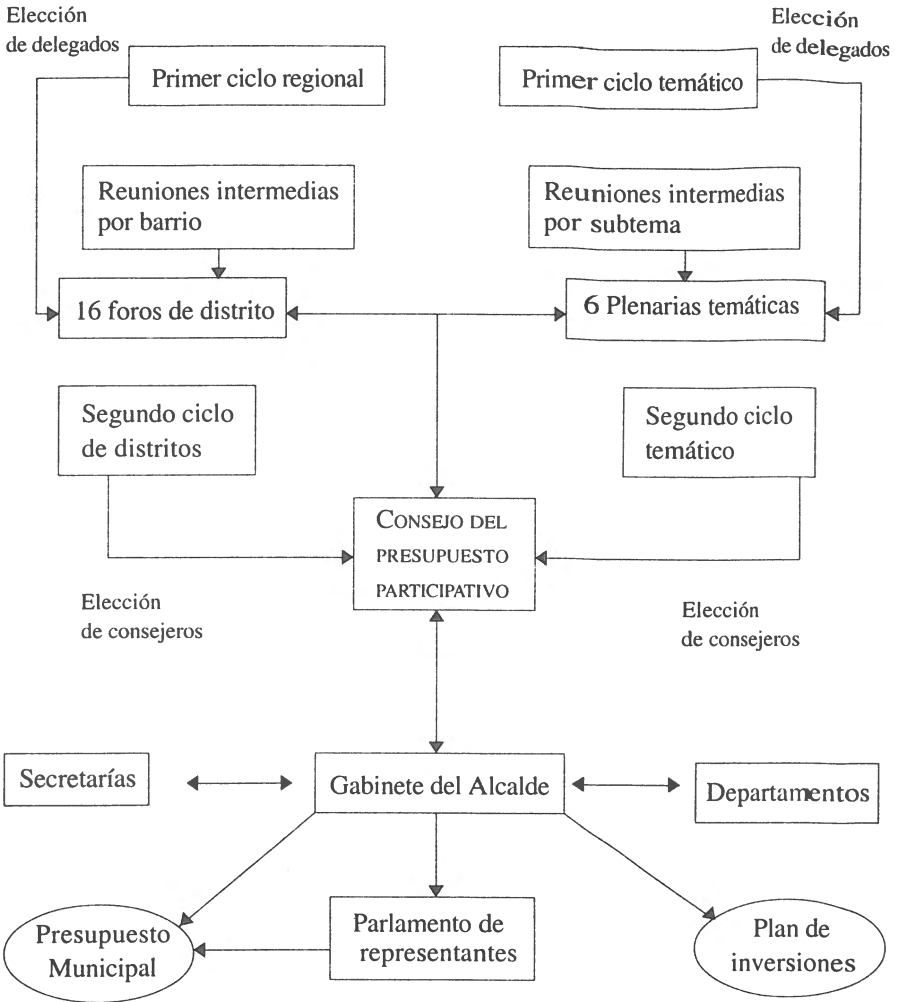 Elección
de delegados
Elección
de delegados
Primer ciclo regional
Primer ciclo temático
Reuniones intermedias
por barrio
Reuniones intermedias
por subtema
16 foros de distrito
6 Plenarias temáticas
Segundo ciclo
de distritos
Segundo ciclo
temático
CONSEJO DEL
PRESUPUESTO
PARTICIPATIVO
Elección
de consejeros
Elección
de consejeros
Secretarías
Gabinete del Alcalde
Departamentos
Presupuesto
Municipal
Parlamento de
representantes
Plan de
inversiones